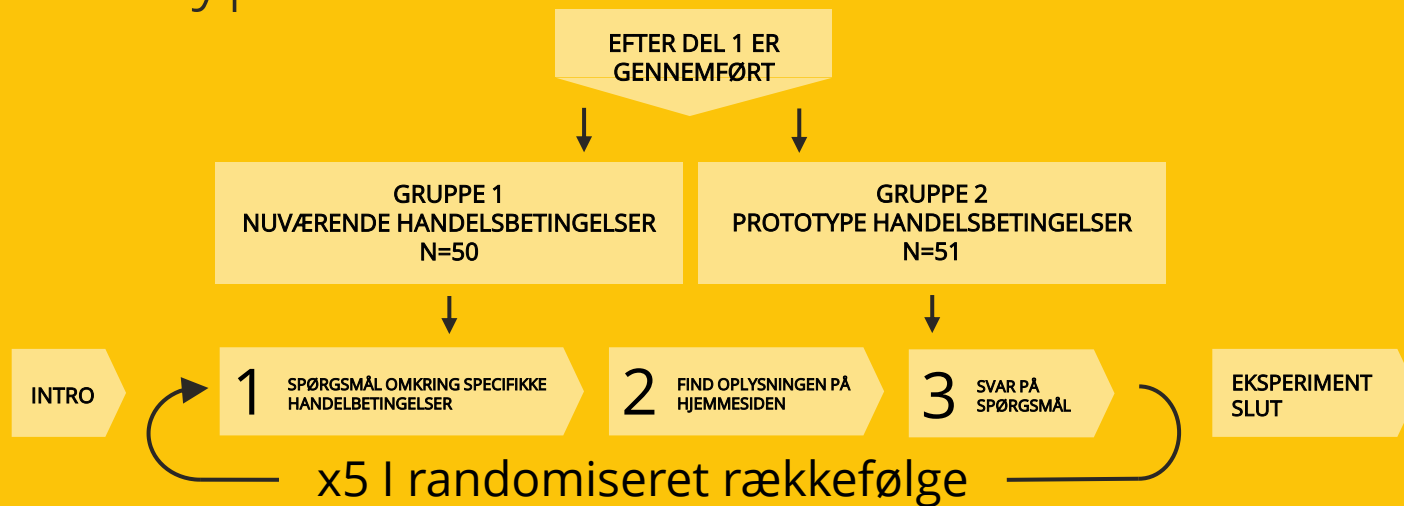 EFTER DEL 1 ER
GENNEMFØRT
GRUPPE 1
NUVÆRENDE HANDELSBETINGELSER
N=50
GRUPPE 2
PROTOTYPE HANDELSBETINGELSER
N=51
INTRO
1
SPØRGSMÅL OMKRING SPECIFIKKE
HANDELBETINGELSER
2
FIND OPLYSNINGEN PÅ
HJEMMESIDEN
3
SVAR PÅ
SPØRGSMÅL
EKSPERIMENT
SLUT
x5 I randomiseret rækkefølge